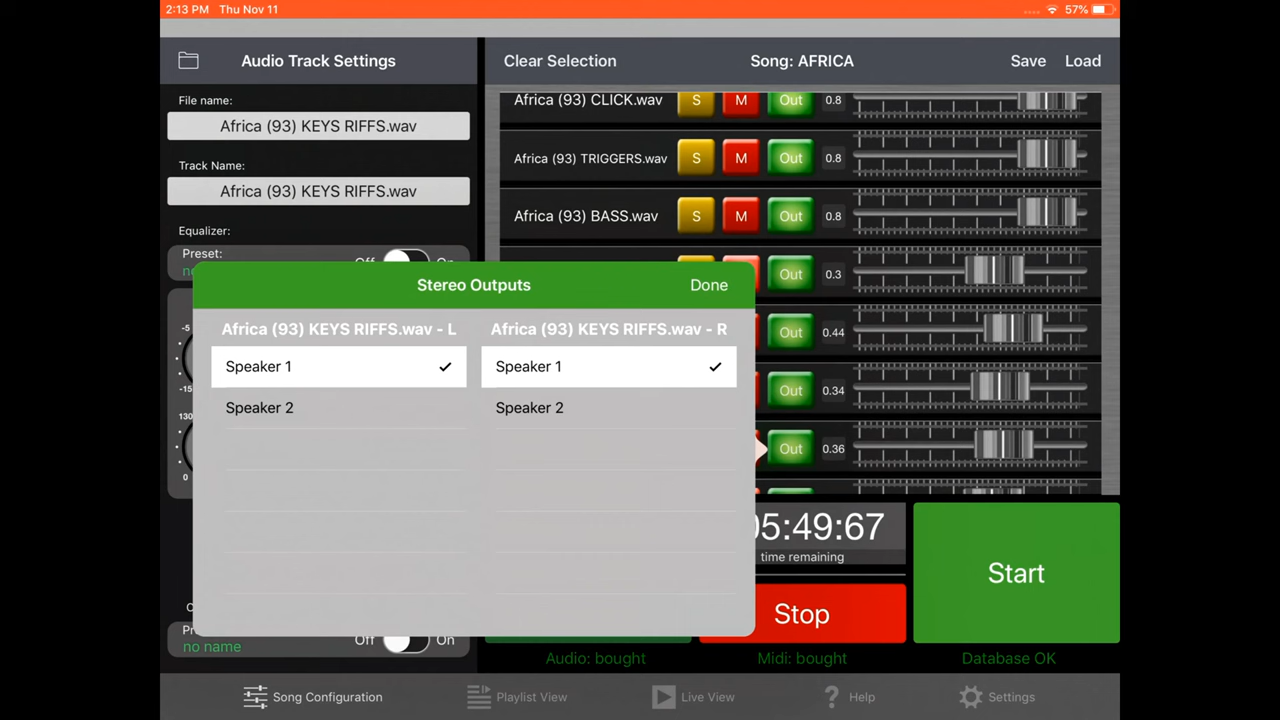 2:13 PM Thu Nov 11 57%
Audio Track Settings
Clear Selection Song: AFRICA Save Load
File name:
Africa (93) KEYS RIFFS.wav
Track Name:
Africa (93) KEYS RIFFS.wav
Equalizer:
Preset:
Off On
-5
-15
130
0
no name
Off On
Africa (93) CLICK.wav S M Out 0.8
Africa (93) TRIGGERS.wav S M Out 0.8
Africa (93) BASS.wav S M Out 0.8
Out 0.3
Out 0.44
Out 0.34
Out 0.36
Stereo Outputs Done
Africa (93) KEYS RIFFS.wav - L Africa (93) KEYS RIFFS.wav - R
Speaker 1 Speaker 1
Speaker 2 Speaker 2
05:49:67
time remaining
Start
Stop
Audio: bought Midi: bought Database OK
Song Configuration Playlist View Live View Help Settings